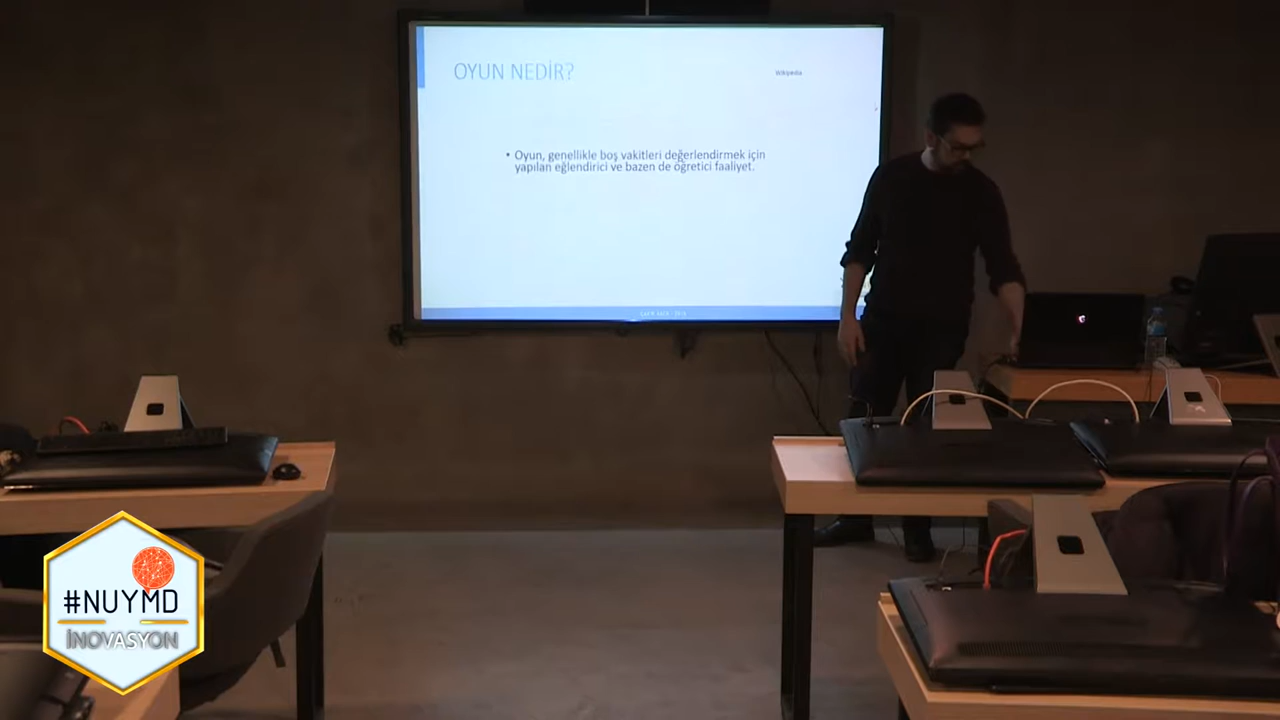 OYUN NEDİR?
Wikipedia
• Oyun, genellikle boş vakitleri değerlendirmek için
yapılan eğlendirici ve bazen de öğretici faaliyet.
#NUYMD
İNOVASYON